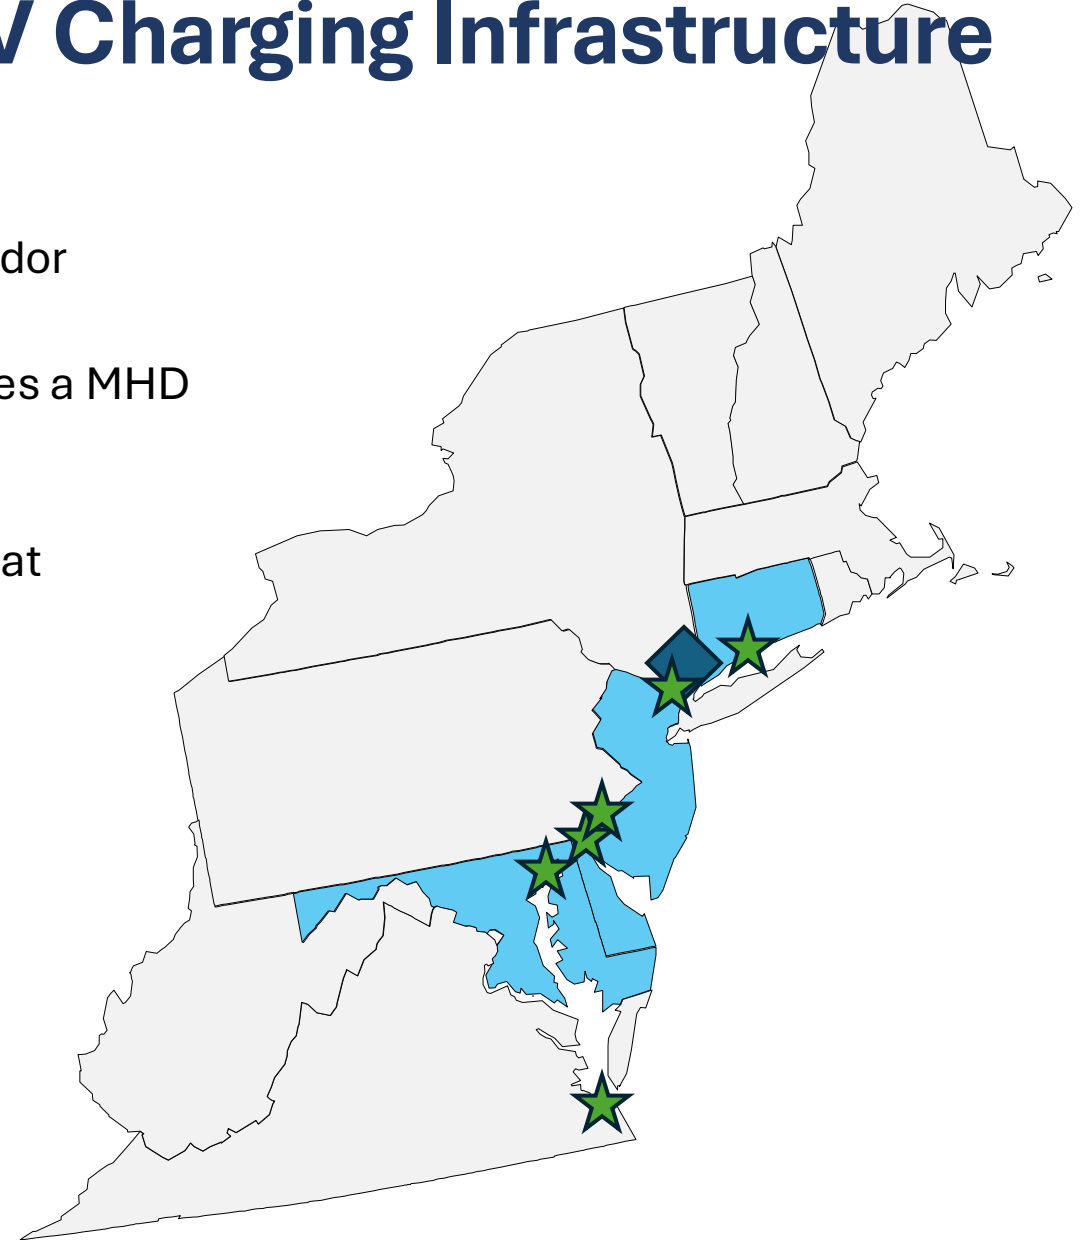 V Charging Infrastructure
dor
es a MHD
at